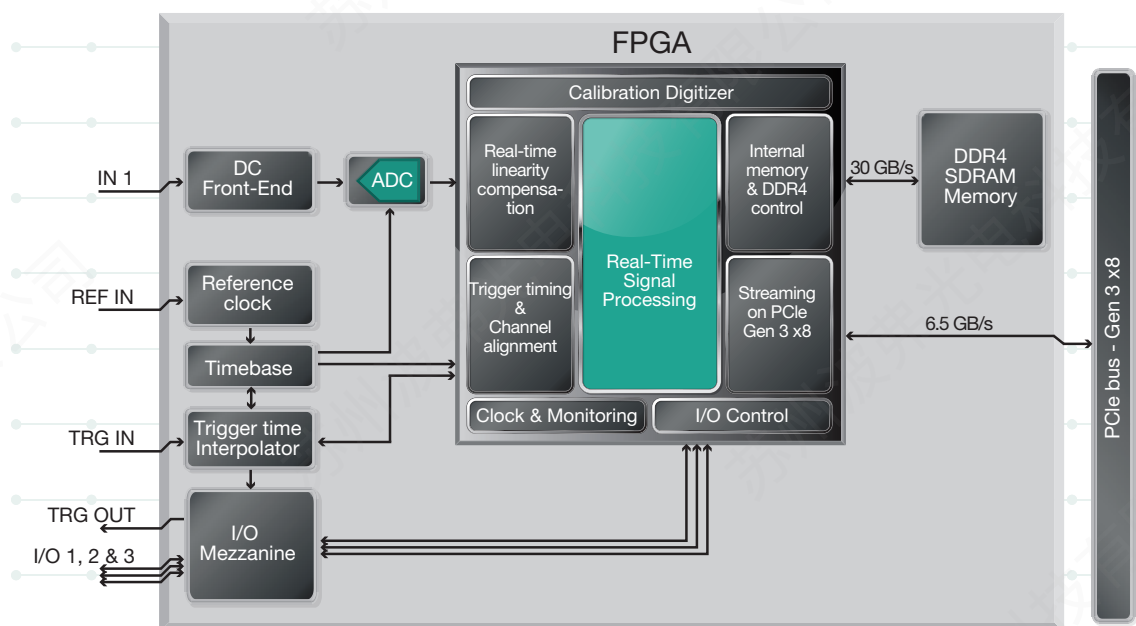 FPGA
Calibration Digitizer
Real-time
linearity
compensa-
tion
Real-Time
Signal
Processing
Internal
memory
& DDR4
control
Trigger timing
&
Channel
alignment
Streaming
on PCIe
Gen 3 x8
Clock & Monitoring
I/O Control
IN 1
DC
Front-End
ADC
30 GB/s
DDR4
SDRAM
Memory
REF IN
Reference
clock
Timebase
6.5 GB/s
PCIe bus - Gen 3 x8
TRG IN
Trigger time
Interpolator
TRG OUT
I/O 1, 2 & 3
I/O
Mezzanine